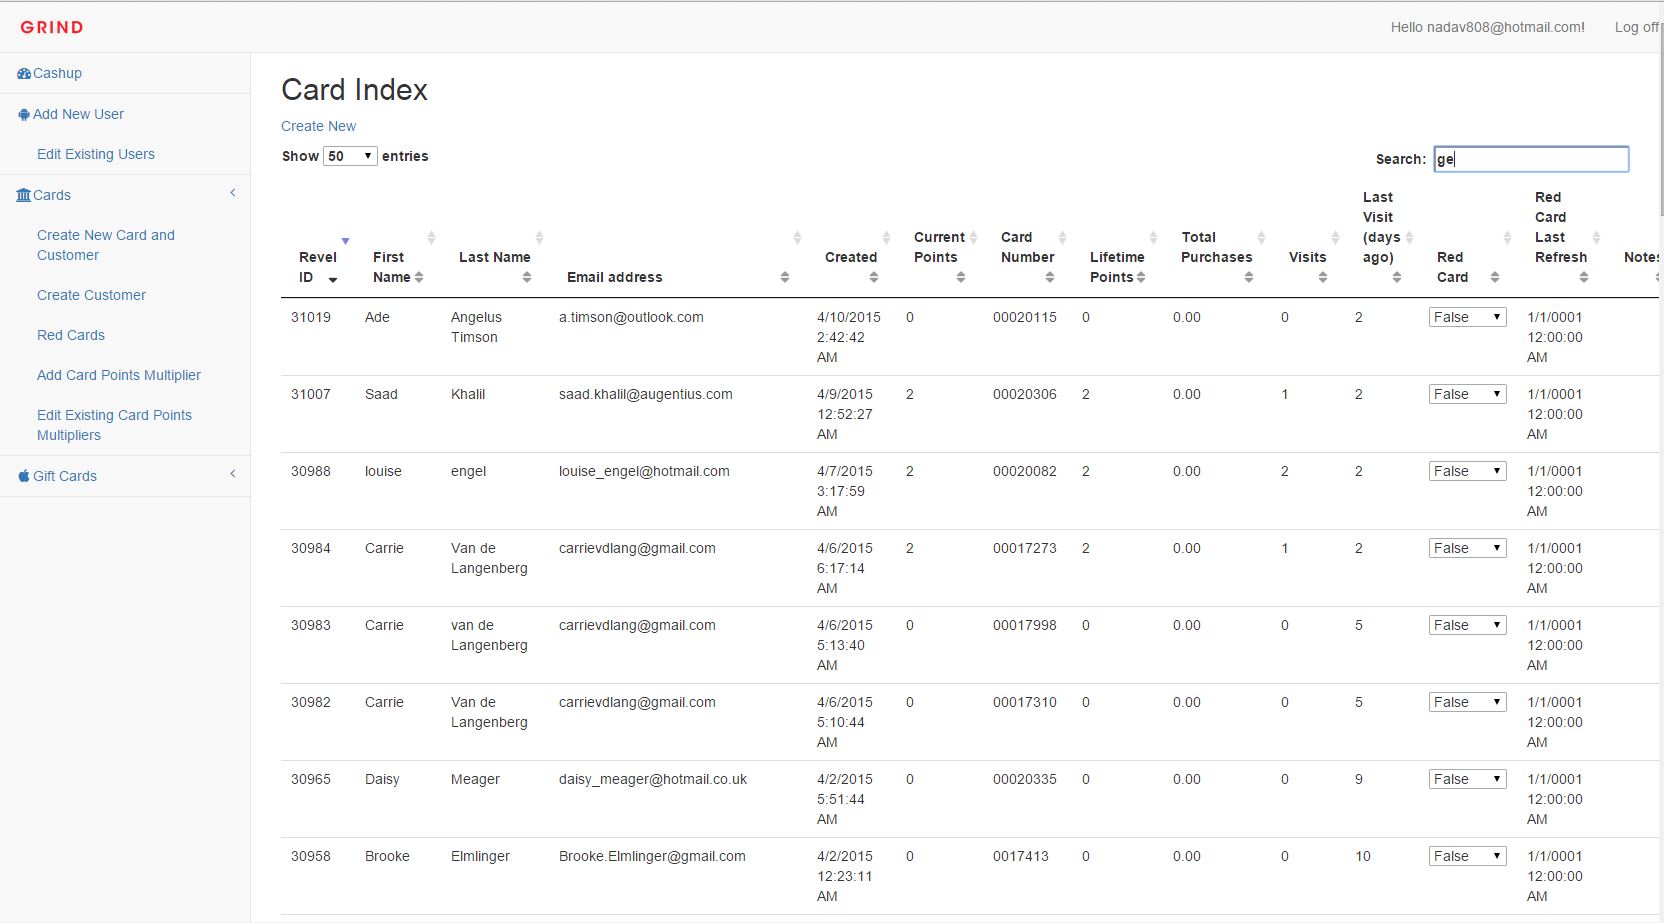 GRIND
Hello nadav808@hotmail.com!
Log off
Cashup
Add New User
Edit Existing Users
Cards
Create New Card and
Customer
Create Customer
Red Cards
Add Card Points Multiplier
Edit Existing Card Points
Multipliers
Gift Cards
Card Index
Create New
Show 50 entries
Search: ge
Revel
ID
First
Name
Last Name
Email address
Created
Current
Points
Card
Number
Lifetime
Points
Total
Purchases
Visits
Last
Visit
(days
ago)
Red
Card
Red
Card
Last
Refresh
Notes
31019 Ade Angelus a.timson@outlook.com 4/10/2015 0 00020115 0 0.00 0 2 False 1/1/0001
Timson 2:42:42 12:00:00
AM AM
31007 Saad Khalil saad.khalil@augentius.com 4/9/2015 2 00020306 2 0.00 1 2 False 1/1/0001
12:52:27 12:00:00
AM AM
30988 louise engel louise_engel@hotmail.com 4/7/2015 2 00020082 2 0.00 2 2 False 1/1/0001
3:17:59 12:00:00
AM AM
30984 Carrie Van de carrievdlang@gmail.com 4/6/2015 2 00017273 2 0.00 1 2 False 1/1/0001
Langenberg 6:17:14 12:00:00
AM AM
30983 Carrie van de carrievdlang@gmail.com 4/6/2015 0 00017998 0 0.00 0 5 False 1/1/0001
Langenberg 5:13:40 12:00:00
AM AM
30982 Carrie Van de carrievdlang@gmail.com 4/6/2015 0 00017310 0 0.00 0 5 False 1/1/0001
Langenberg 5:10:44 12:00:00
AM AM
30965 Daisy Meager daisy_meager@hotmail.co.uk 4/2/2015 0 00020335 0 0.00 0 9 False 1/1/0001
5:51:44 12:00:00
AM AM
30958 Brooke Elmlinger Brooke.Elmlinger@gmail.com 4/2/2015 0 0017413 0 0.00 0 10 False 1/1/0001
12:23:11 12:00:00
AM AM